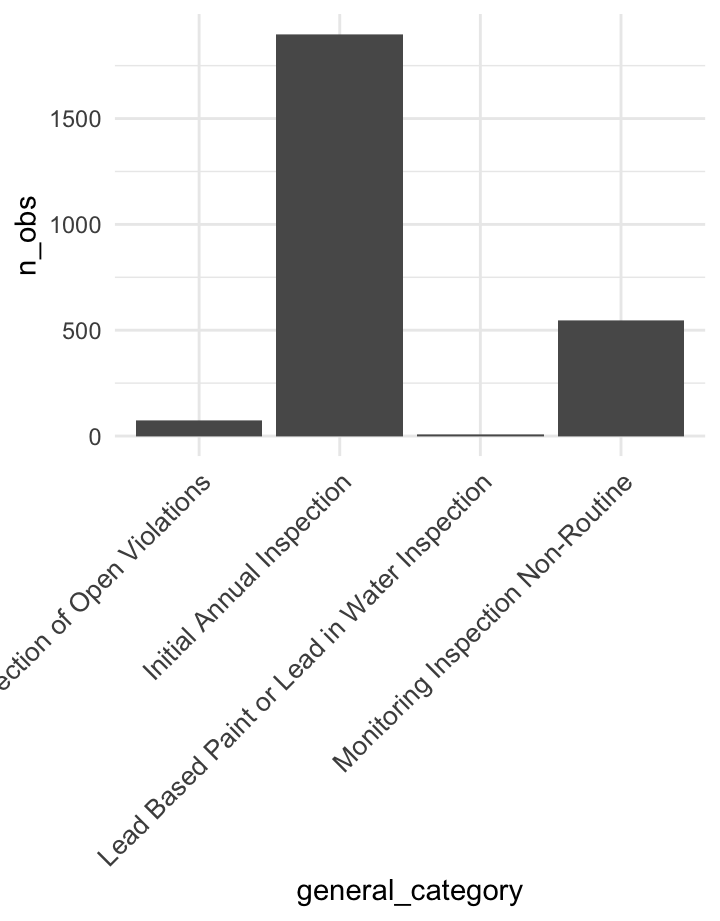 n_obs
1500
1000
500
0
ection of Open Violations
Initial Annual Inspection
Lead Based Paint or Lead in Water Inspection
Monitoring Inspection Non-Routine
general_category